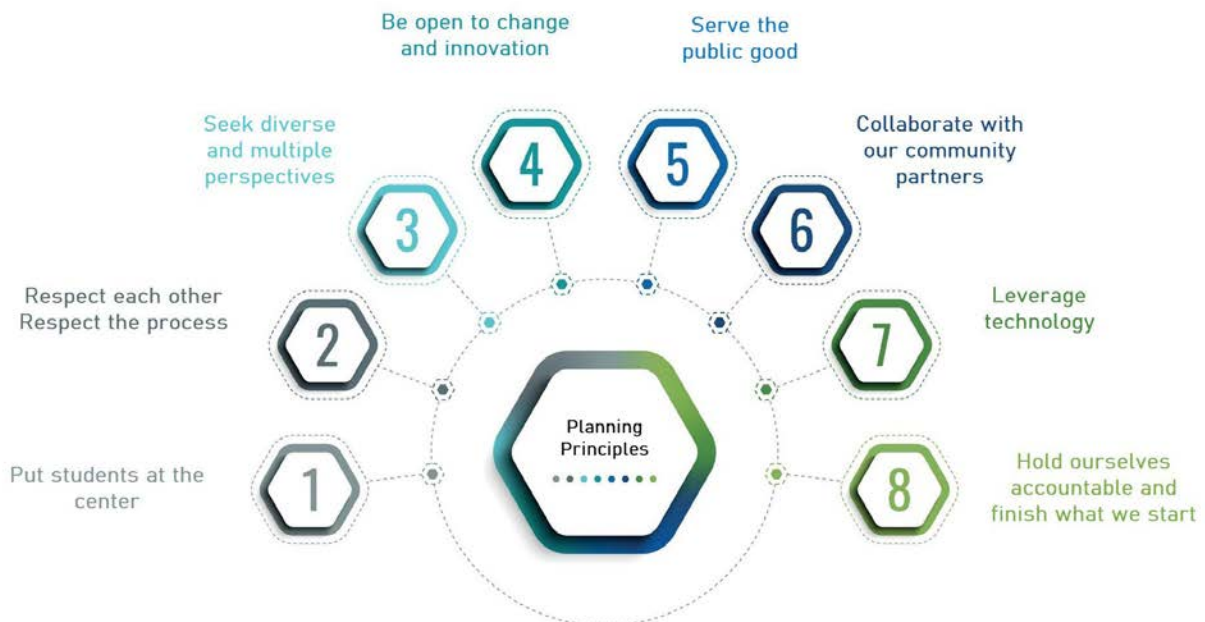 Be open to change
and innovation
Serve the
public good
Seek diverse
and multiple
perspectives
4
5
Collaborate with
our community
partners
3
6
Respect each other
Respect the process
2
7
Leverage
technology
Planning
Principles
Put students at the
center
1
8
Hold ourselves
accountable and
finish what we start